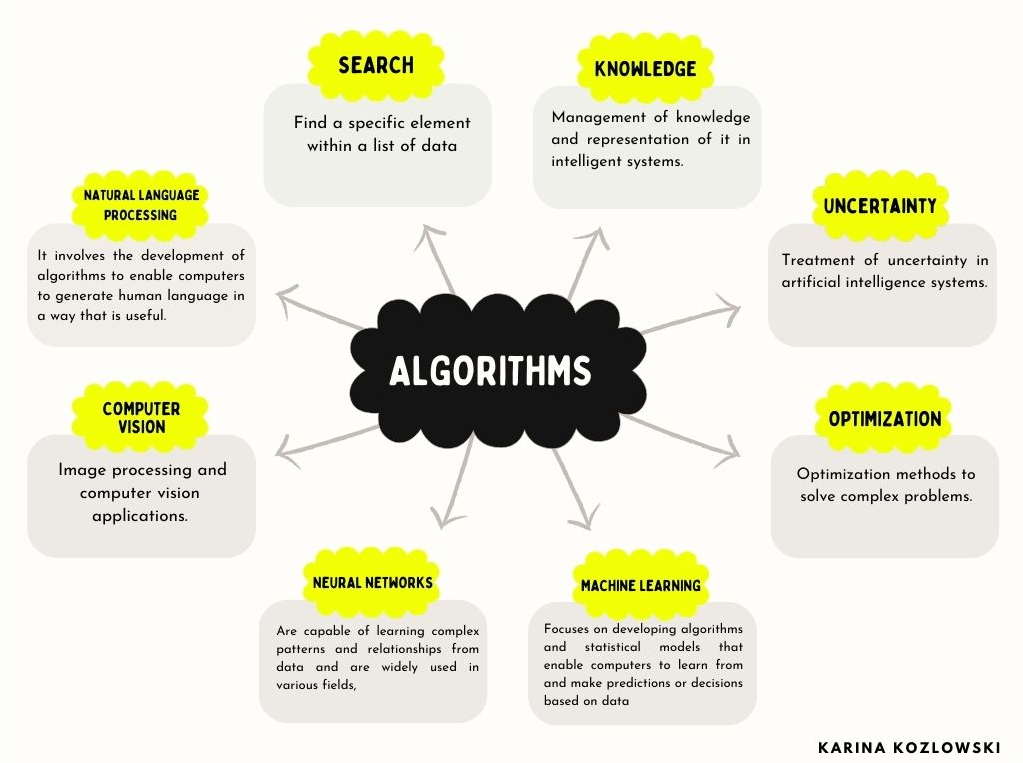 SEARCH
Find a specific element
within a list of data
KNOWLEDGE
Management of knowledge
and representation of it in
intelligent systems.
NATURAL LANGUAGE
PROCESSING
It involves the development of
algorithms to enable computers
to generate human language in
a way that is useful.
UNCERTAINTY
Treatment of uncertainty in
artificial intelligence systems.
ALGORITHMS
COMPUTER
VISION
Image processing and
computer vision
applications.
OPTIMIZATION
Optimization methods to
solve complex problems.
NEURAL NETWORKS
Are capable of learning complex
patterns and relationships from
data and are widely used in
various fields,
MACHINE LEARNING
Focuses on developing algorithms
and statistical models that
enable computers to learn from
and make predictions or decisions
based on data
KARINA KOZLOWSKI